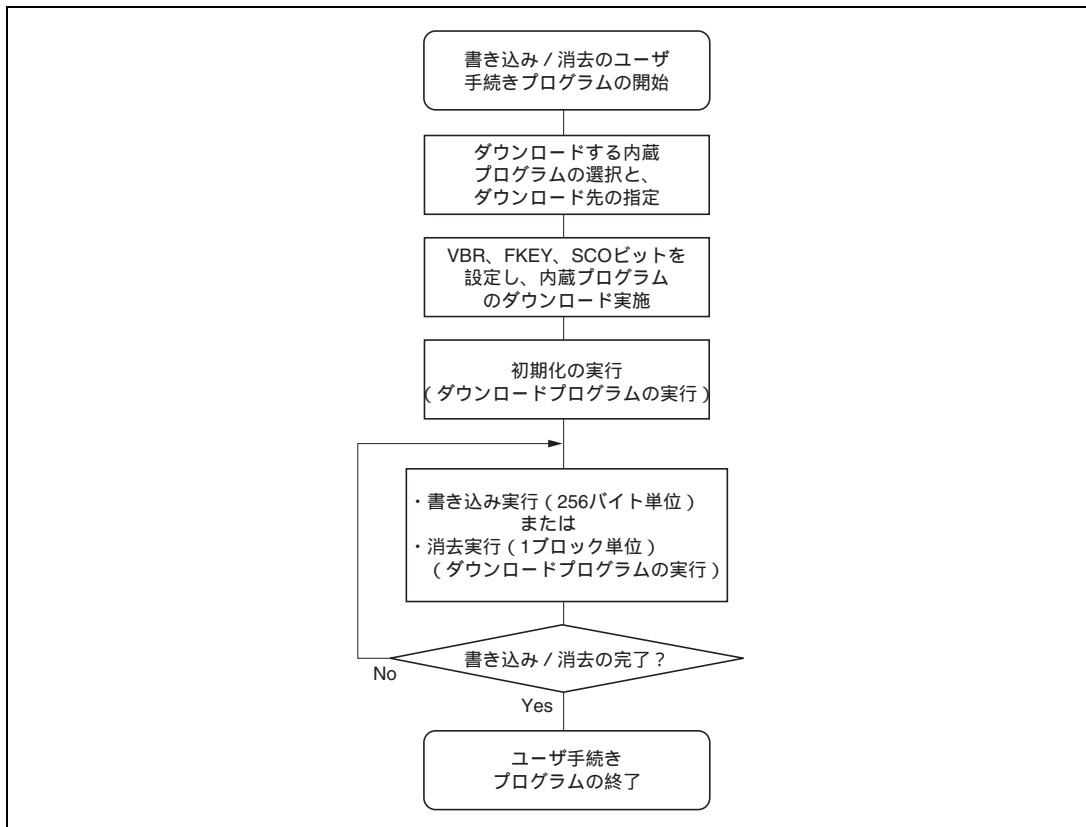 書き込み / 消去のユーザ
手続きプログラムの開始
ダウンロードする内蔵
プログラムの選択と、
ダウンロード先の指定
VBR、FKEY、SCOビットを
設定し、内蔵プログラム
のダウンロード実施
初期化の実行
(ダウンロードプログラムの実行)
・書き込み実行(256バイト単位)
または
・消去実行(1ブロック単位)
(ダウンロードプログラムの実行)
書き込み / 消去の完了?
No
Yes
ユーザ手続き
プログラムの終了